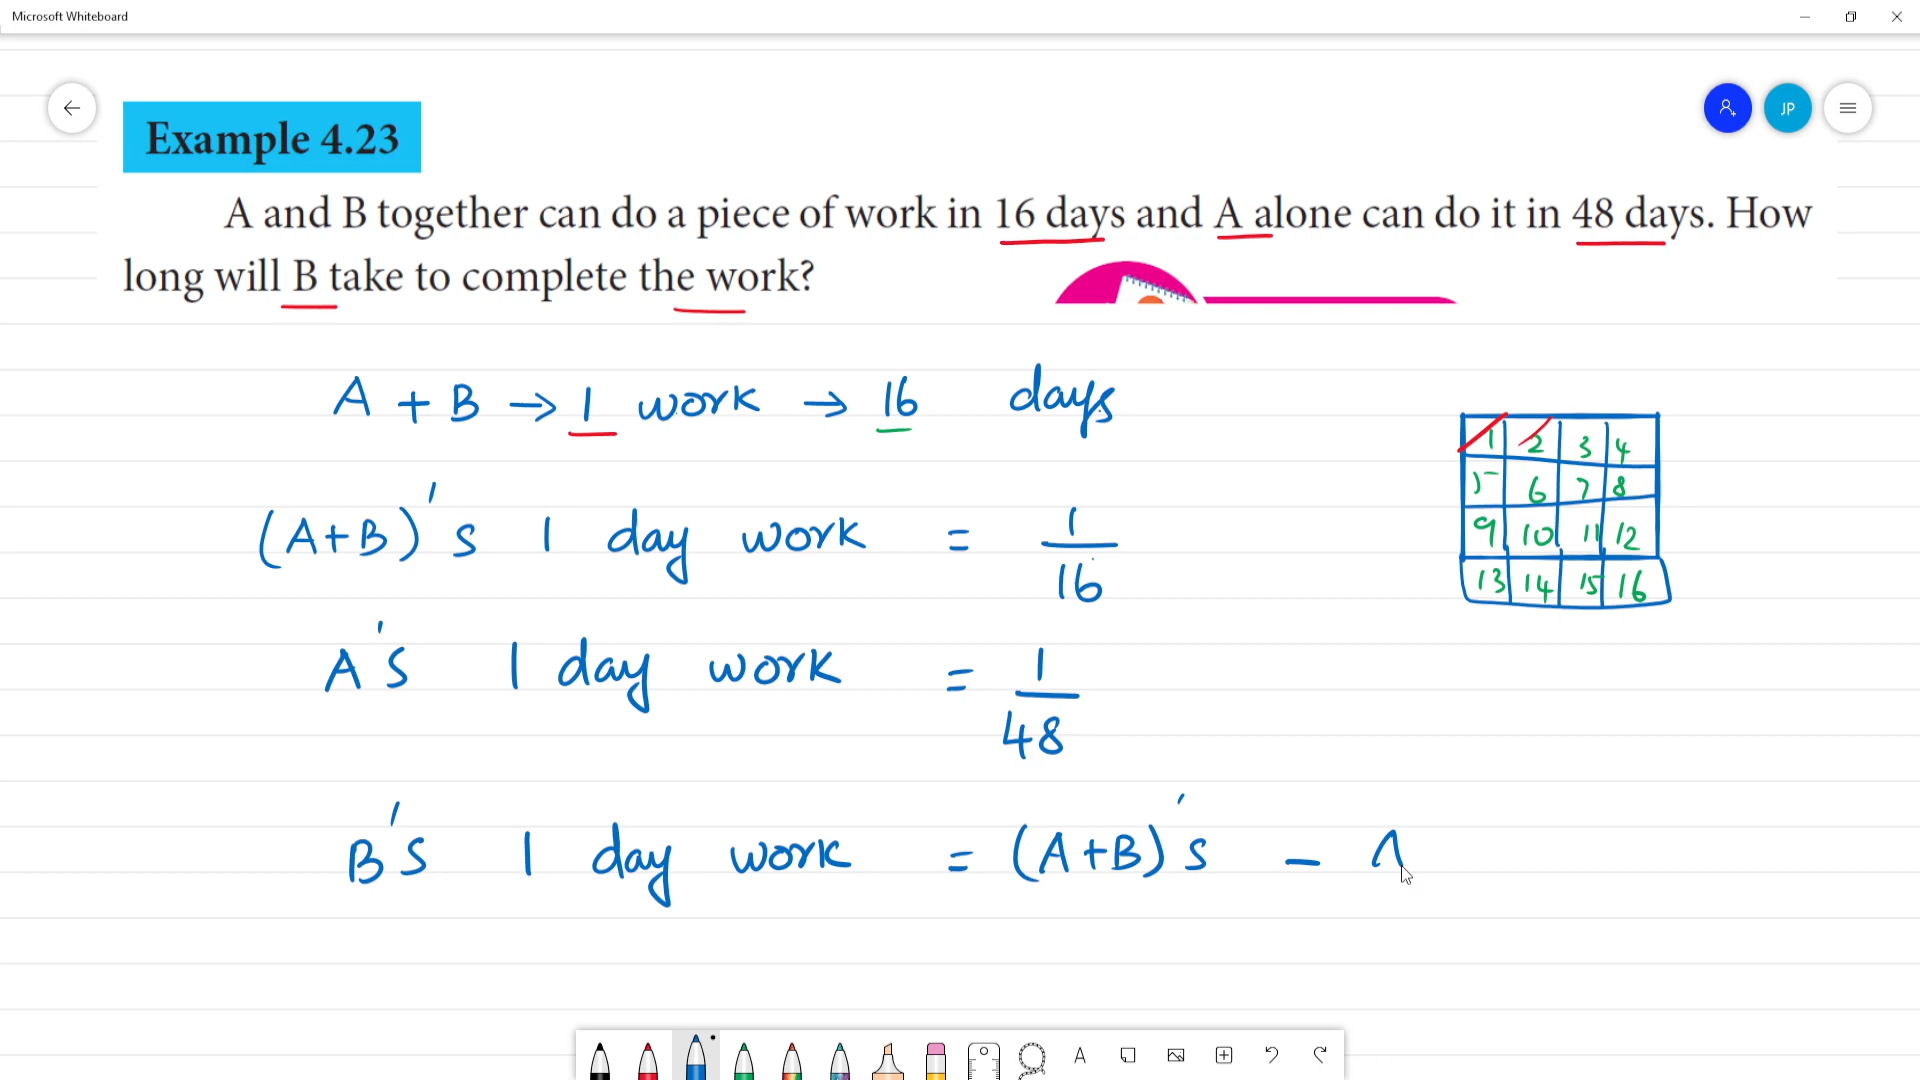 Microsoft Whiteboard
JP
Example 4.23
A and B together can do a piece of work in 16 days and A alone can do it in 48 days. How
long will B take to complete the work?
A + B → 1 work → 16 days
(A+B)'s 1 day work = 1/16
A's 1 day work = 1/48
B's 1 day work = (A+B)'s - A
1 2 3 4
5 6 7 8
9 10 11 12
13 14 15 16
A